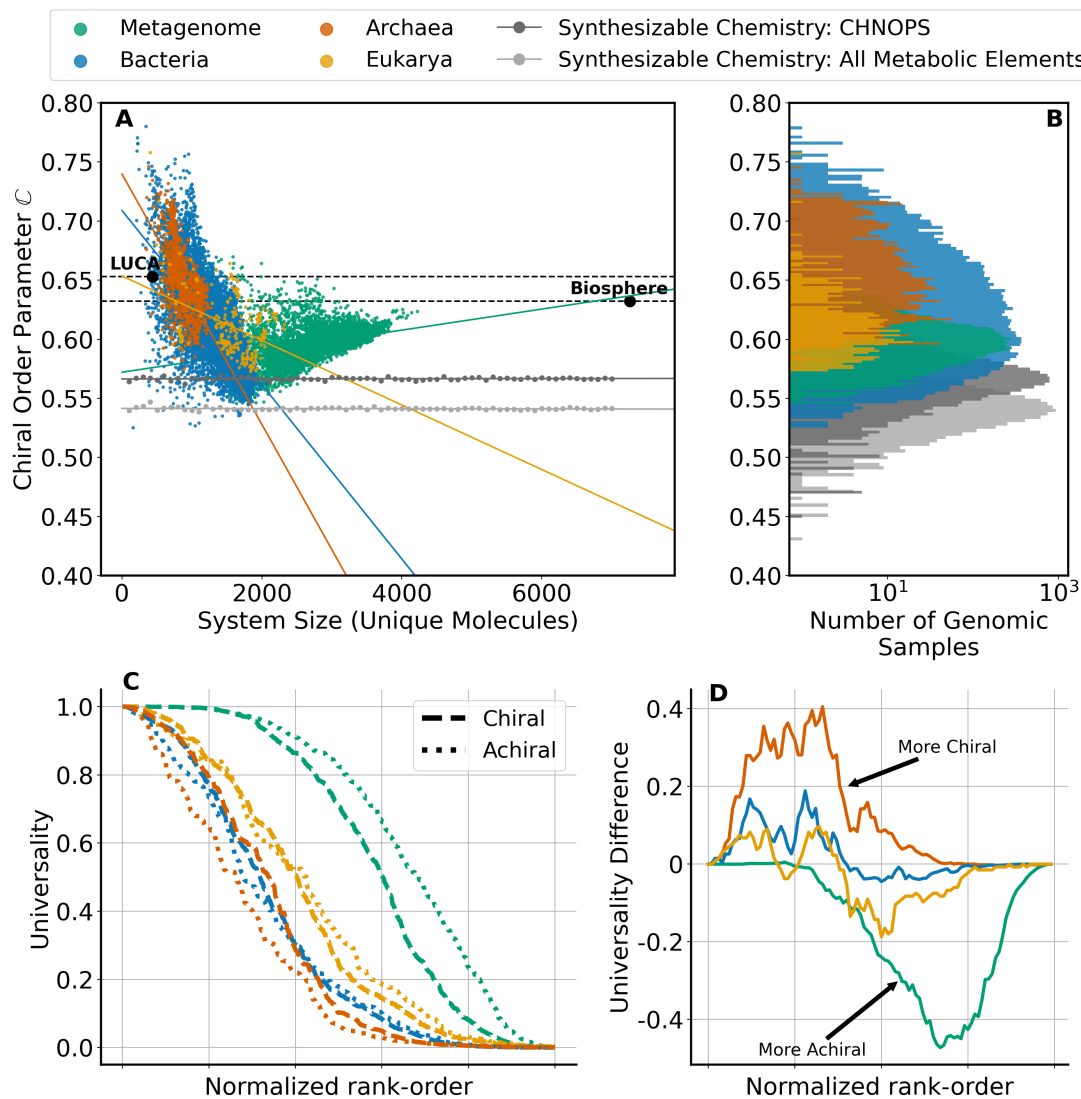 Metagenome
Archaea
Synthesizable Chemistry: CHNOPS
Bacteria
Eukarya
Synthesizable Chemistry: All Metabolic Elements
A
0.80
0.75
0.70
0.65
0.60
0.55
0.50
0.45
0.40
Chiral Order Parameter ℂ
LUCA
Biosphere
0 2000 4000 6000
System Size (Unique Molecules)
B
0.80
0.75
0.70
0.65
0.60
0.55
0.50
0.45
0.40
10¹ 10³
Number of Genomic
Samples
C
1.0
0.8
0.6
0.4
0.2
0.0
Universality
Chiral
Achiral
Normalized rank-order
D
0.4
0.2
0
-0.2
-0.4
Universality Difference
More Chiral
More Achiral
Normalized rank-order